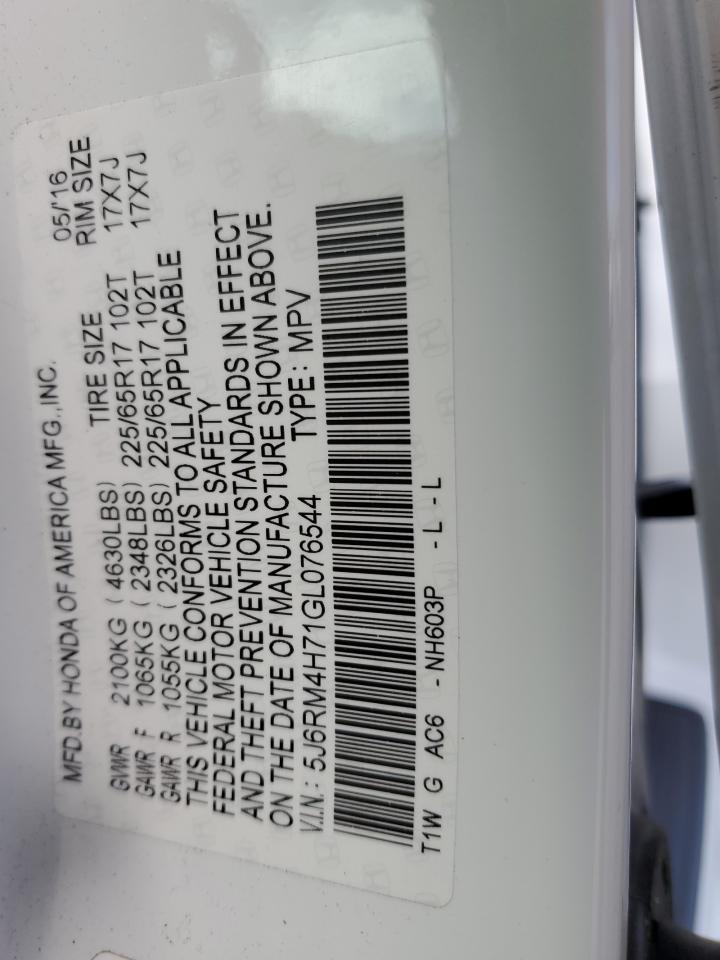 MFD.BY HONDA OF AMERICA MFG.,INC. 05/'16
TIRE SIZE RIM SIZE
GVWR 2100KG ( 4630LBS)
GAWR F 1065KG ( 2348LBS) 225/65R17 102T 17X7J
GAWR R 1055KG ( 2326LBS) 225/65R17 102T 17X7J
THIS VEHICLE CONFORMS TO ALL APPLICABLE
FEDERAL MOTOR VEHICLE SAFETY
AND THEFT PREVENTION STANDARDS IN EFFECT
ON THE DATE OF MANUFACTURE SHOWN ABOVE.
V.I.N.: 5J6RM4H71GL076544 TYPE: MPV
T1W G AC6 -NH603P -L-L